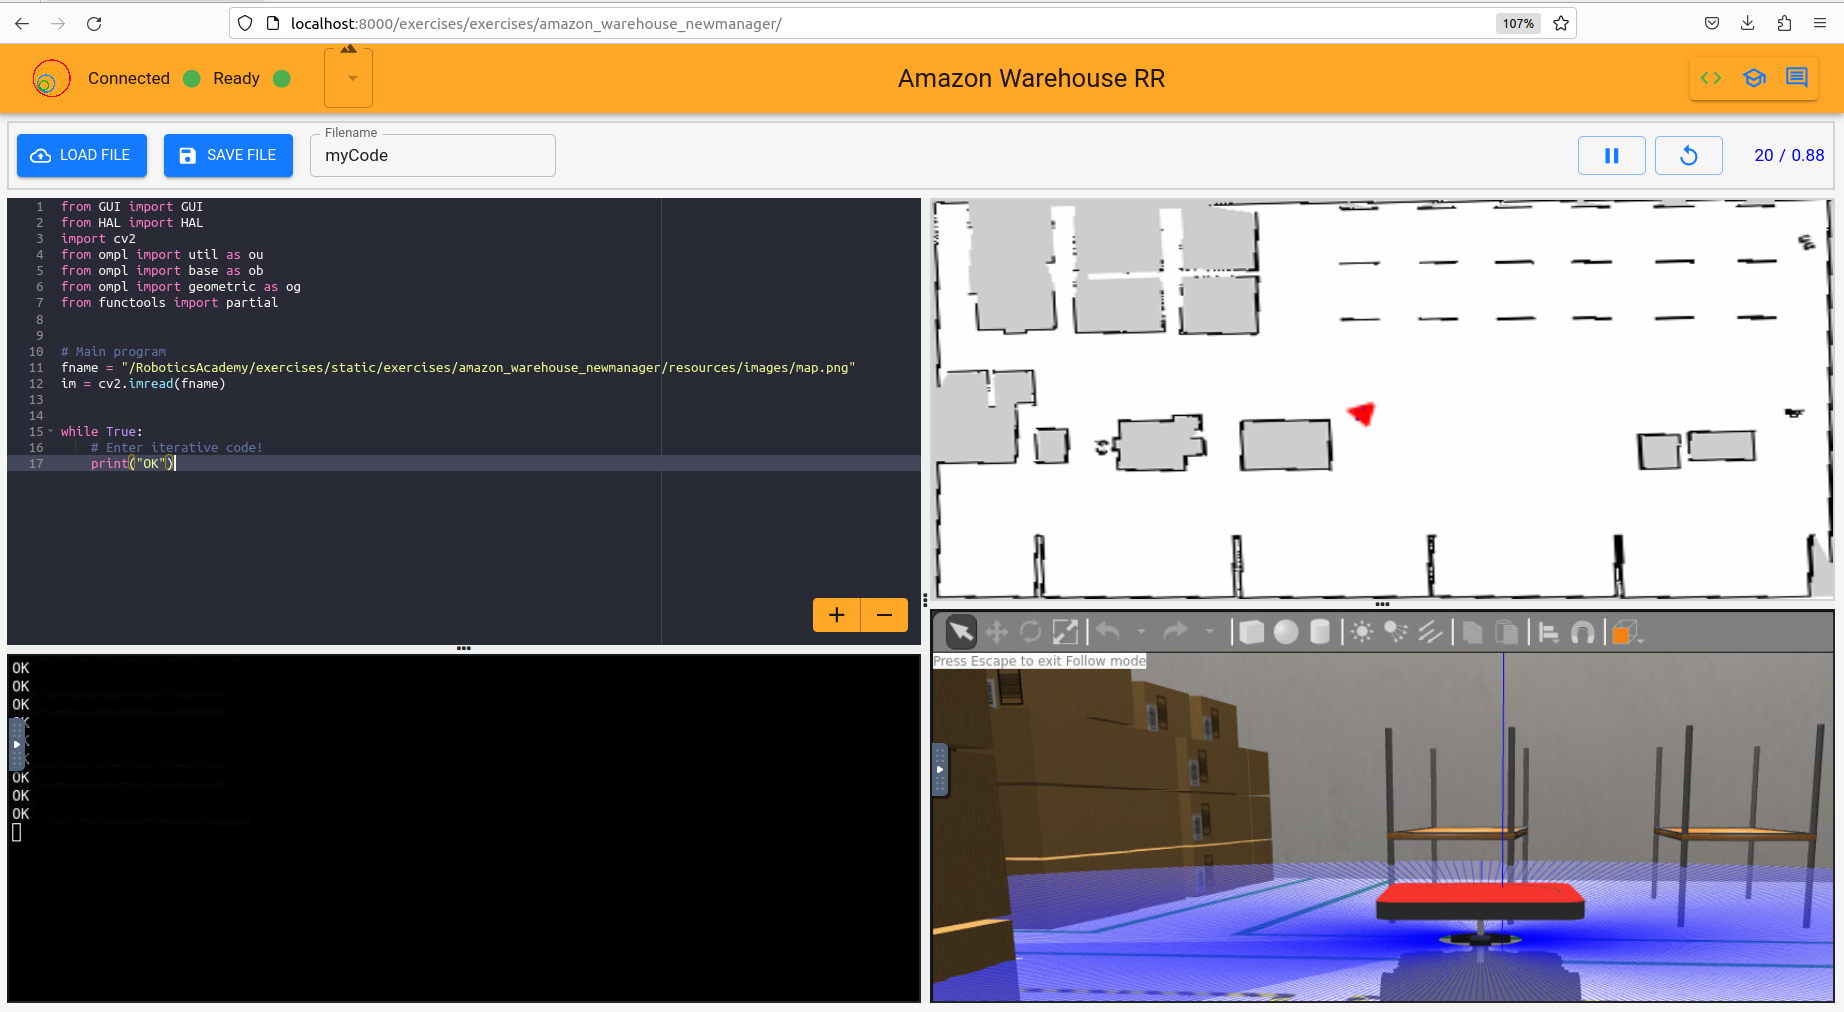 localhost:8000/exercises/exercises/amazon_warehouse_newmanager/
107%
Connected
Ready
Amazon Warehouse RR
LOAD FILE
SAVE FILE
Filename
myCode
20 / 0.88
1 from GUI import GUI
2 from HAL import HAL
3 import cv2
4 from ompl import util as ou
5 from ompl import base as ob
6 from ompl import geometric as og
7 from functools import partial
8
9
10 # Main program
11 fname = "/RoboticsAcademy/exercises/static/exercises/amazon_warehouse_newmanager/resources/images/map.png"
12 im = cv2.imread(fname)
13
14
15 while True:
16 # Enter iterative code!
17 print("OK")
+ −
OK
OK
OK
OK
OK
OK
Press Escape to exit Follow mode